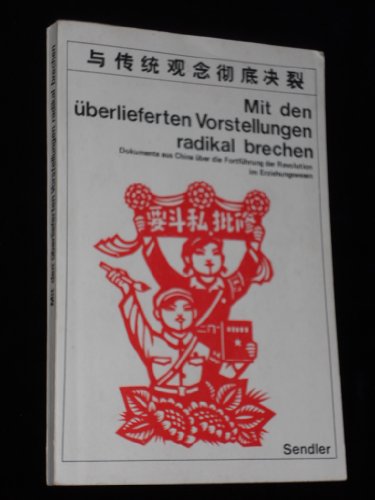 与传统观念彻底决裂
Mit den
überlieferten Vorstellungen
radikal brechen
Dokumente aus China über die Fortführung der Revolution
im Erziehungswesen
要斗私批修
Sendler
Mit den überlieferten Vorstellungen radikal brechen